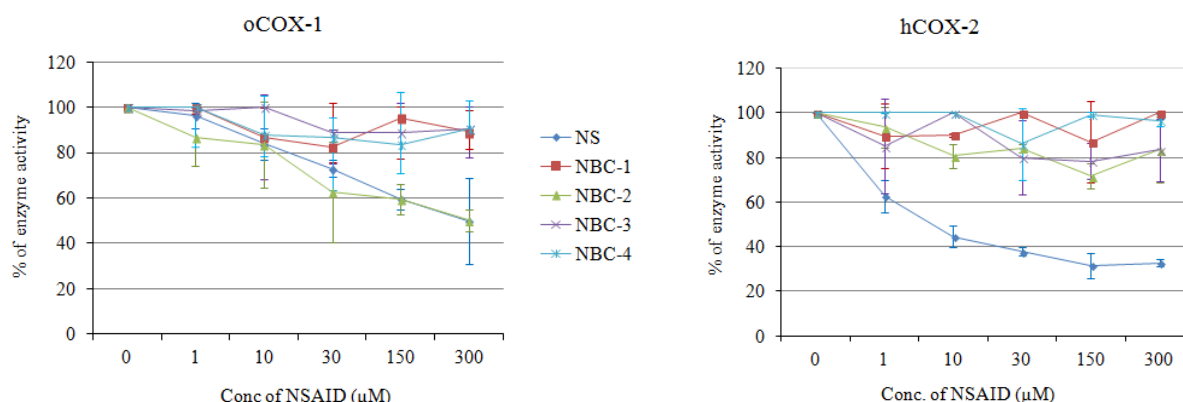 oCOX-1
% of enzyme activity
120
100
80
60
40
20
0
0 1 10 30 150 300
Conc of NSAID (µM)
NS
NBC-1
NBC-2
NBC-3
NBC-4
hCOX-2
% of enzyme activity
120
100
80
60
40
20
0
0 1 10 30 150 300
Conc. of NSAID (µM)